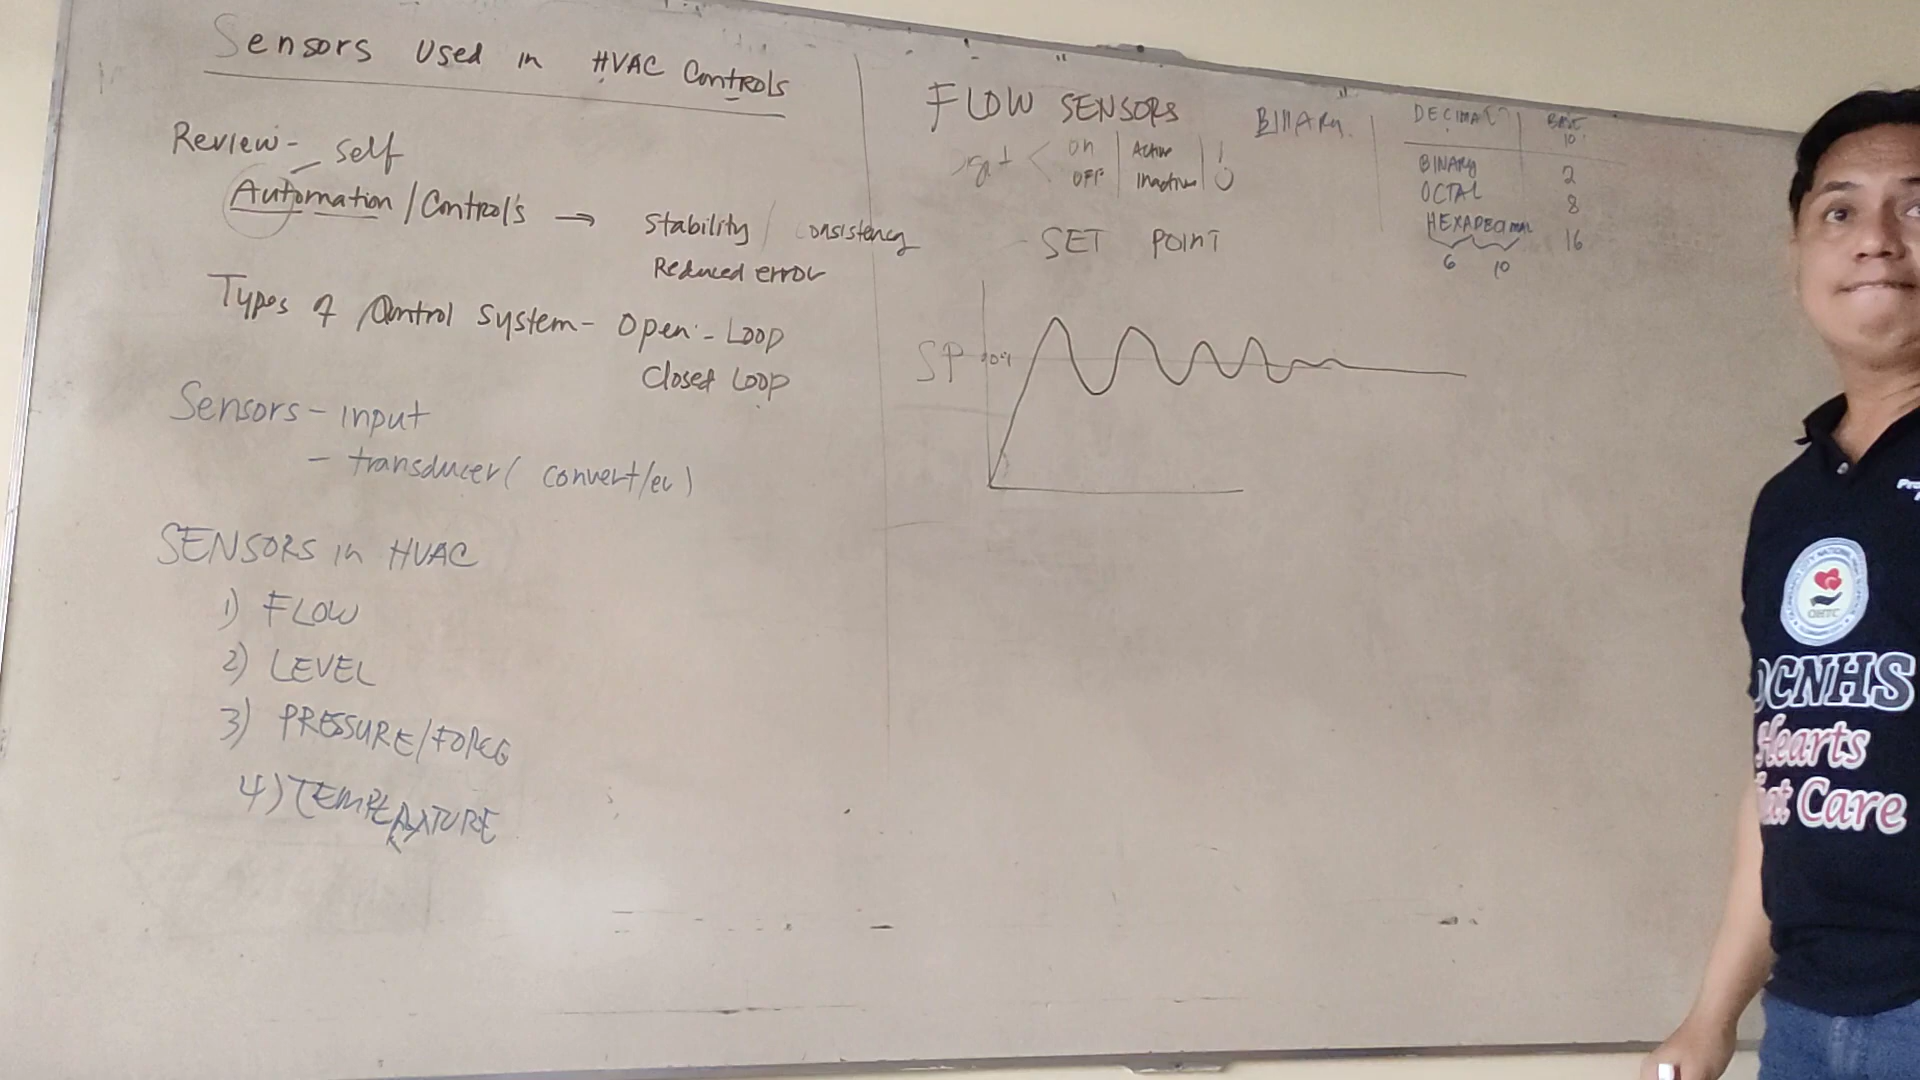 Sensors Used in HVAC Controls
Review - self
Automation / Controls → Stability / Consistency
Reduced error
Types of Control System - Open - Loop
Closed Loop
Sensors - input
- transducer ( convert/er )
SENSORS in HVAC
1) FLOW
2) LEVEL
3) PRESSURE/FORCE
4) TEMPERATURE
FLOW SENSORS
ON | Active | 1
OFF | Inactive | 0
SET POINT
SP
BINARY
DECIMAL | BASE 10
BINARY 2
OCTAL 8
HEXADECIMAL 16
6 10
OHTC
OCNHS
Hearts
that Care